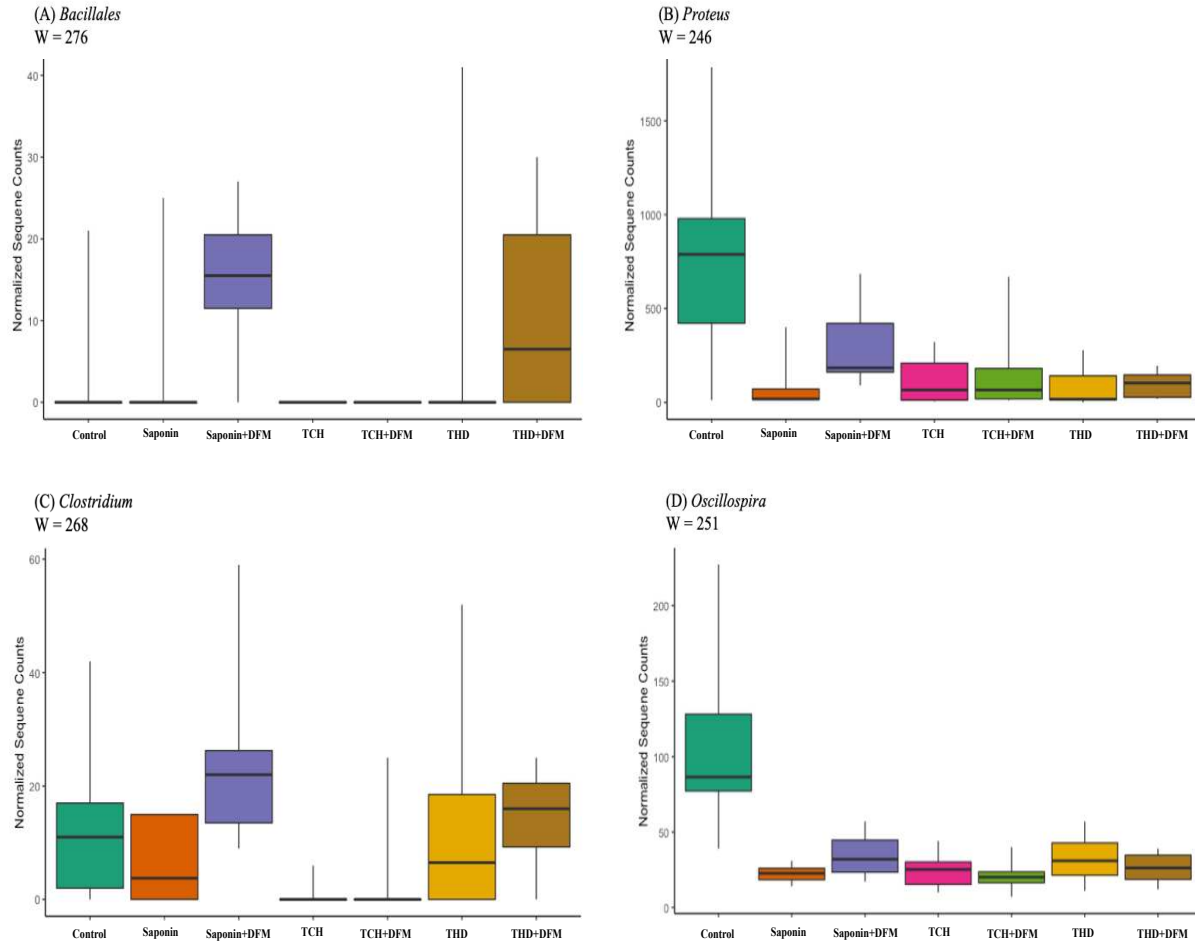 (A) Bacillales
W = 276
Normalized Sequene Counts
40
30
20
10
0
Control Saponin Saponin+DFM TCH TCH+DFM THD THD+DFM
(B) Proteus
W = 246
Normalized Sequene Counts
1500
1000
500
0
Control Saponin Saponin+DFM TCH TCH+DFM THD THD+DFM
(C) Clostridium
W = 268
Normalized Sequene Counts
60
40
20
0
Control Saponin Saponin+DFM TCH TCH+DFM THD THD+DFM
(D) Oscillospira
W = 251
Normalized Sequene Counts
200
150
100
50
0
Control Saponin Saponin+DFM TCH TCH+DFM THD THD+DFM